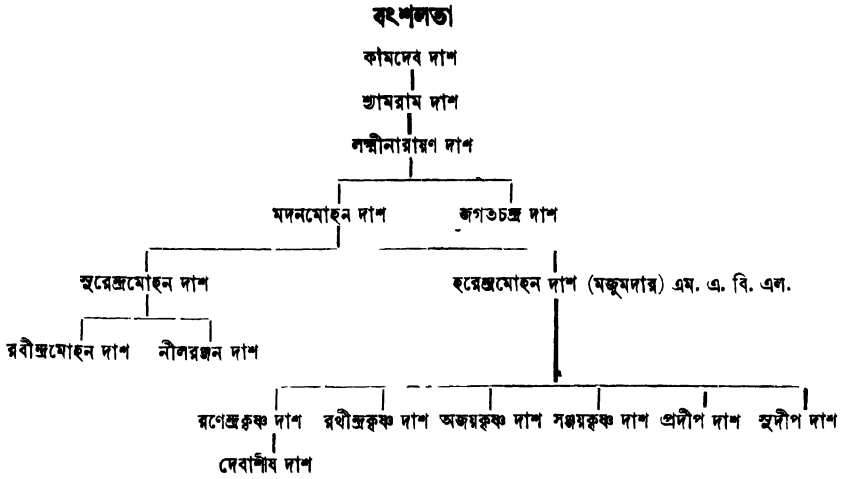 বংশলতা
কামদেব দাশ
শ্যামরাম দাশ
লক্ষ্মীনারায়ণ দাশ
মদনমোহন দাশ জগতচন্দ্র দাশ
সুরেন্দ্রমোহন দাশ হরেন্দ্রমোহন দাশ (মজুমদার) এম. এ. বি. এল.
রবীন্দ্রমোহন দাশ নীলরঞ্জন দাশ
রণেন্দ্রকৃষ্ণ দাশ রথীন্দ্রকৃষ্ণ দাশ অজয়কৃষ্ণ দাশ সঞ্জয়কৃষ্ণ দাশ প্রদীপ দাশ সুদীপ দাশ
দেবাশীষ দাশ